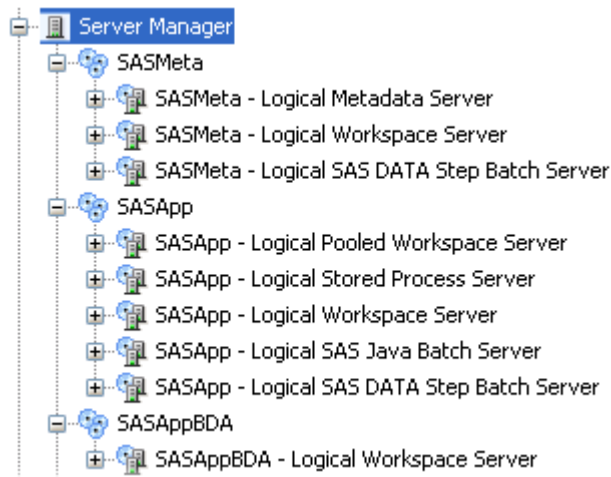 Server Manager
SASMeta
SASMeta - Logical Metadata Server
SASMeta - Logical Workspace Server
SASMeta - Logical SAS DATA Step Batch Server
SASApp
SASApp - Logical Pooled Workspace Server
SASApp - Logical Stored Process Server
SASApp - Logical Workspace Server
SASApp - Logical SAS Java Batch Server
SASApp - Logical SAS DATA Step Batch Server
SASAppBDA
SASAppBDA - Logical Workspace Server